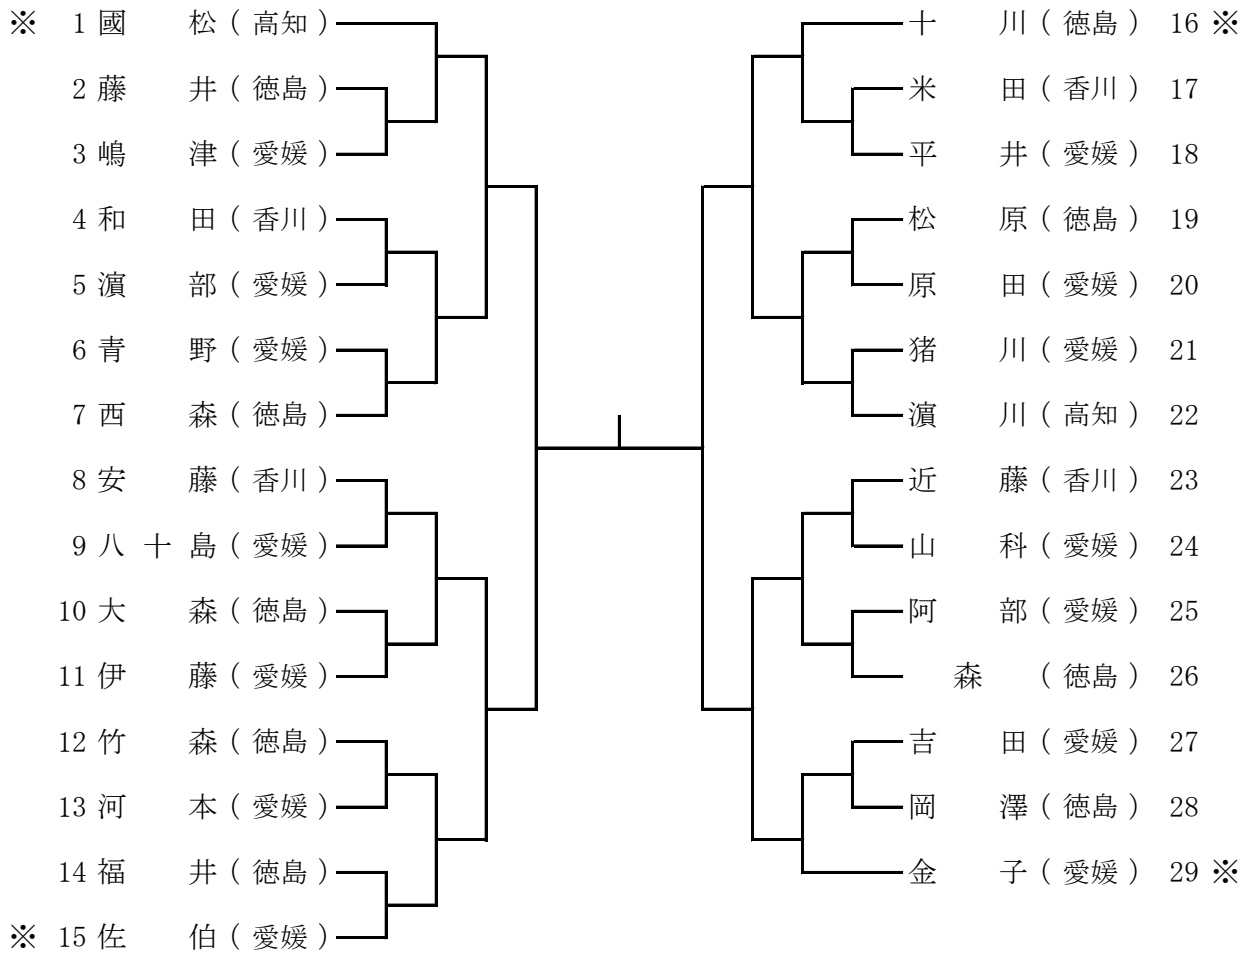 ※ 1 國 松 ( 高知 )
2 藤 井 ( 徳島 )
3 嶋 津 ( 愛媛 )
4 和 田 ( 香川 )
5 濵 部 ( 愛媛 )
6 青 野 ( 愛媛 )
7 西 森 ( 徳島 )
8 安 藤 ( 香川 )
9 八 十 島 ( 愛媛 )
10 大 森 ( 徳島 )
11 伊 藤 ( 愛媛 )
12 竹 森 ( 徳島 )
13 河 本 ( 愛媛 )
14 福 井 ( 徳島 )
※ 15 佐 伯 ( 愛媛 )
十 川 ( 徳島 ) 16 ※
米 田 ( 香川 ) 17
平 井 ( 愛媛 ) 18
松 原 ( 徳島 ) 19
原 田 ( 愛媛 ) 20
猪 川 ( 愛媛 ) 21
濵 川 ( 高知 ) 22
近 藤 ( 香川 ) 23
山 科 ( 愛媛 ) 24
阿 部 ( 愛媛 ) 25
森 ( 徳島 ) 26
吉 田 ( 愛媛 ) 27
岡 澤 ( 徳島 ) 28
金 子 ( 愛媛 ) 29 ※